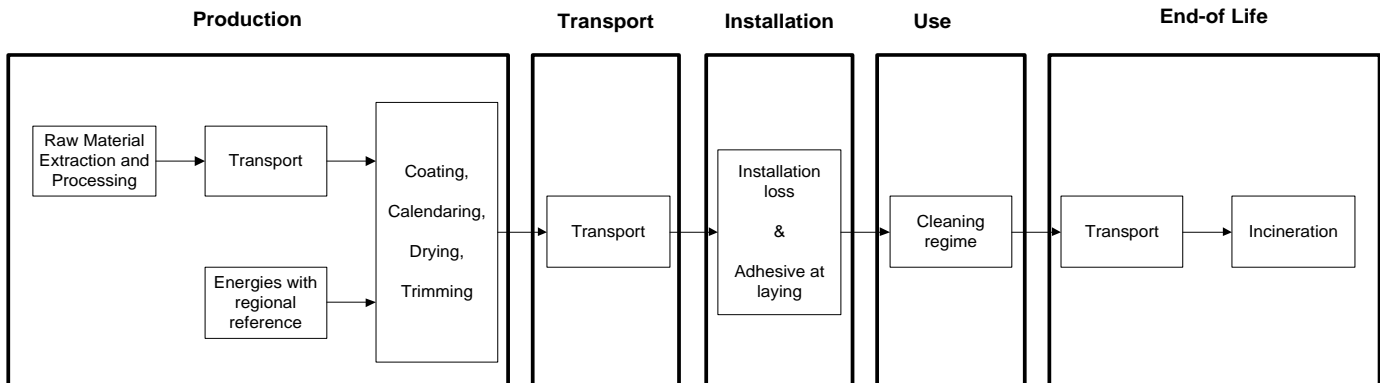 Production
Transport
Installation
Use
End-of Life
Raw Material
Extraction and
Processing
Transport
Energies with
regional
reference
Coating,
Calendaring,
Drying,
Trimming
Transport
Installation
loss
&
Adhesive at
laying
Cleaning
regime
Transport
Incineration